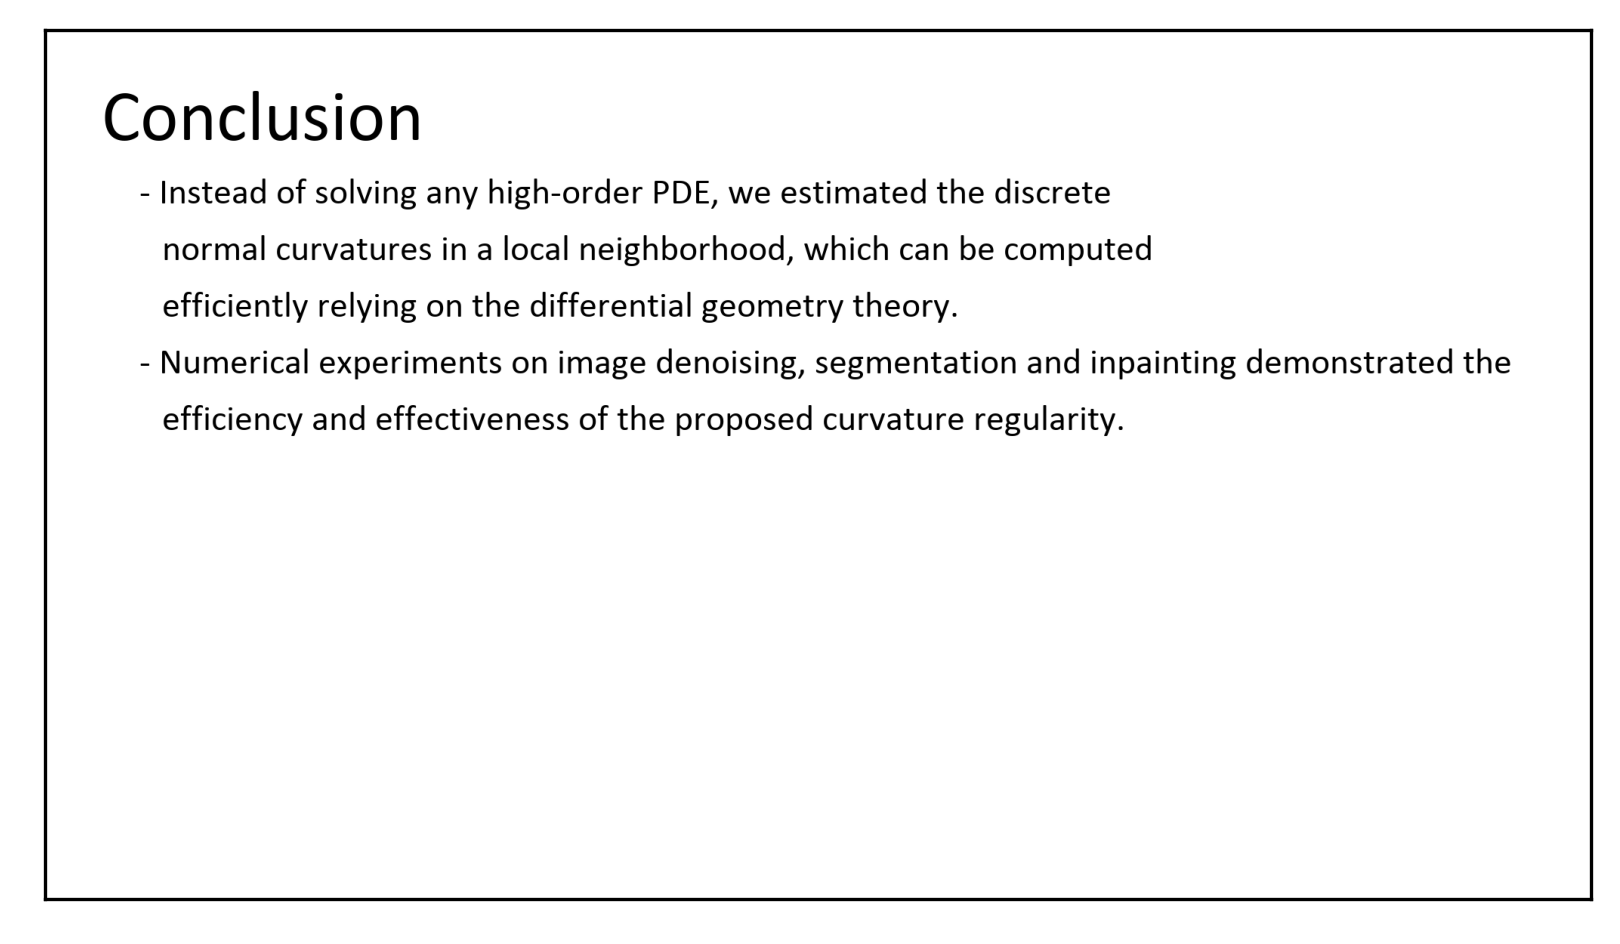 Conclusion
- Instead of solving any high-order PDE, we estimated the discrete
normal curvatures in a local neighborhood, which can be computed
efficiently relying on the differential geometry theory.
- Numerical experiments on image denoising, segmentation and inpainting demonstrated the
efficiency and effectiveness of the proposed curvature regularity.